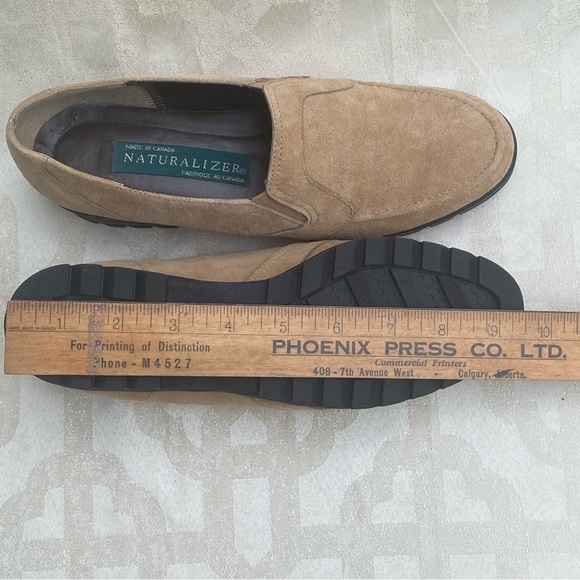 MADE IN CANADA
NATURALIZER
FABRIQUE AU CANADA
1 2 3 4 5 6 7 8 9 10
For Printing of Distinction
Phone - M4527
PHOENIX PRESS CO. LTD.
Commercial Printers
408 - 7th Avenue West - Calgary, Alberta.